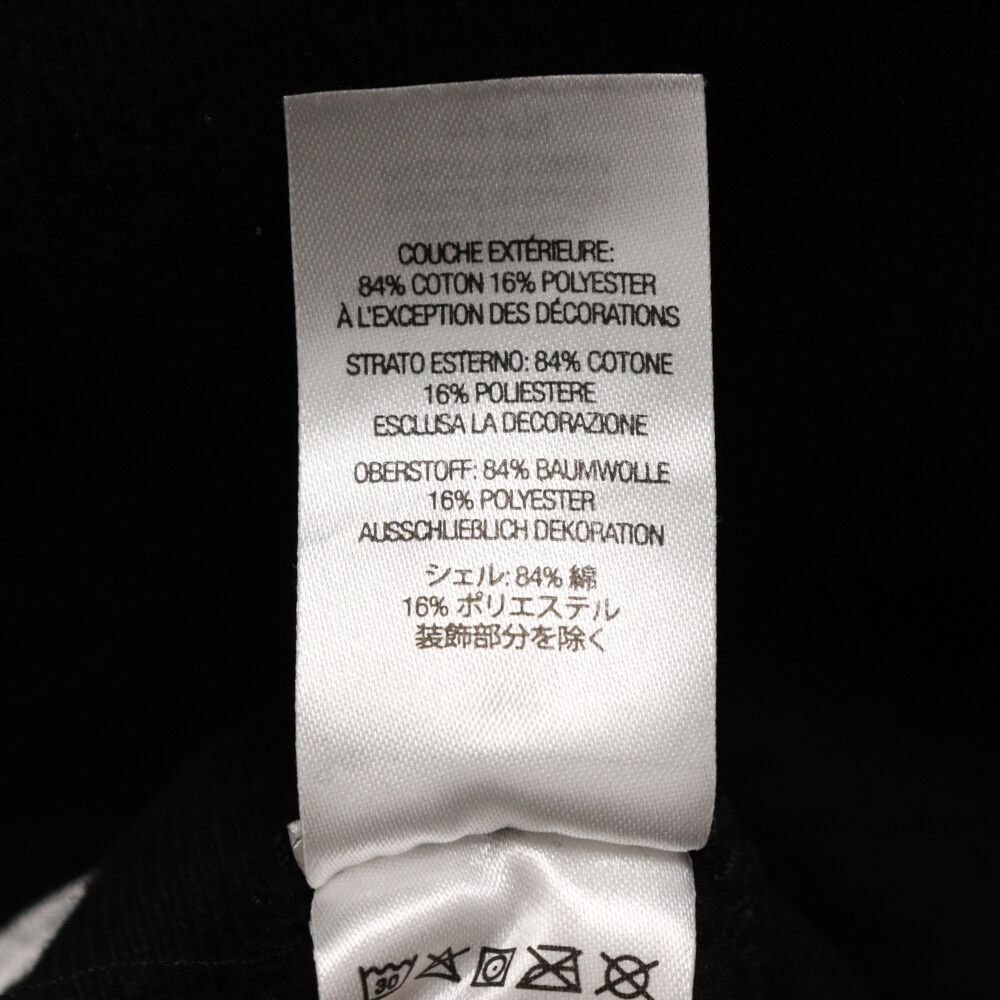 COUCHE EXTÉRIEURE:
84% COTON 16% POLYESTER
À L'EXCEPTION DES DÉCORATIONS
STRATO ESTERNO: 84% COTONE
16% POLIESTERE
ESCLUSA LA DECORAZIONE
OBERSTOFF: 84% BAUMWOLLE
16% POLYESTER
AUSSCHLIEBLICH DEKORATION
シェル: 84% 綿
16% ポリエステル
装飾部分を除く
30